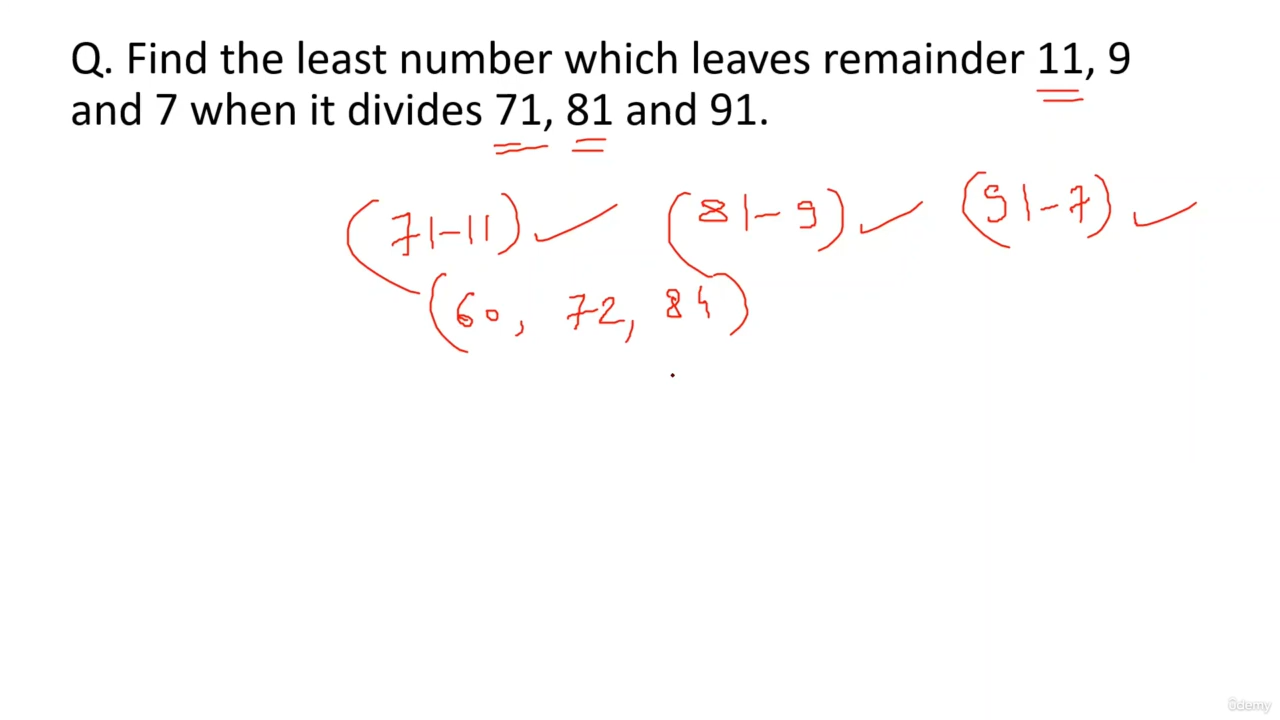 Q. Find the least number which leaves remainder 11, 9
and 7 when it divides 71, 81 and 91.
(71-11) (81-9) (91-7)
(60, 72, 84)
ûdemy